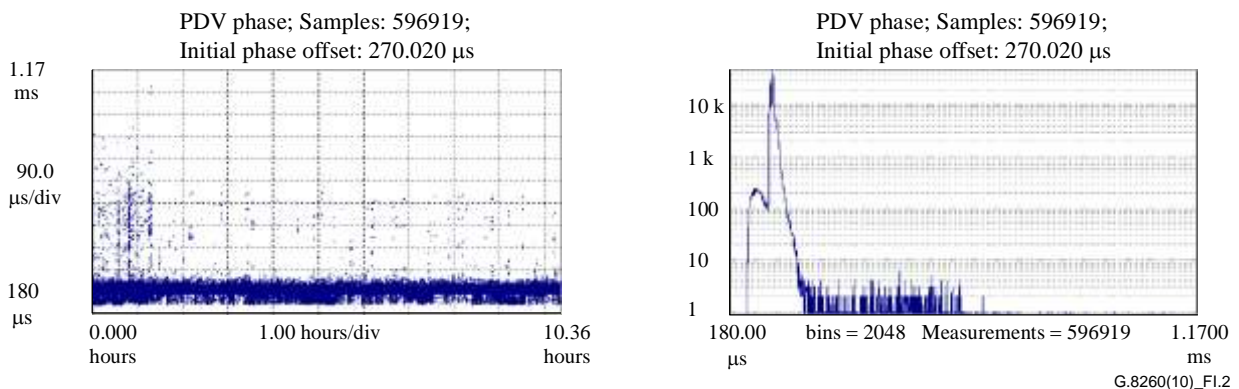 PDV phase; Samples: 596919;
Initial phase offset: 270.020 μs
1.17
ms
90.0
μs/div
180
μs
0.000
hours
1.00 hours/div
10.36
hours
PDV phase; Samples: 596919;
Initial phase offset: 270.020 μs
10 k
1 k
100
10
1
180.00
μs
bins = 2048 Measurements = 596919
1.1700
ms
G.8260(10)_FI.2